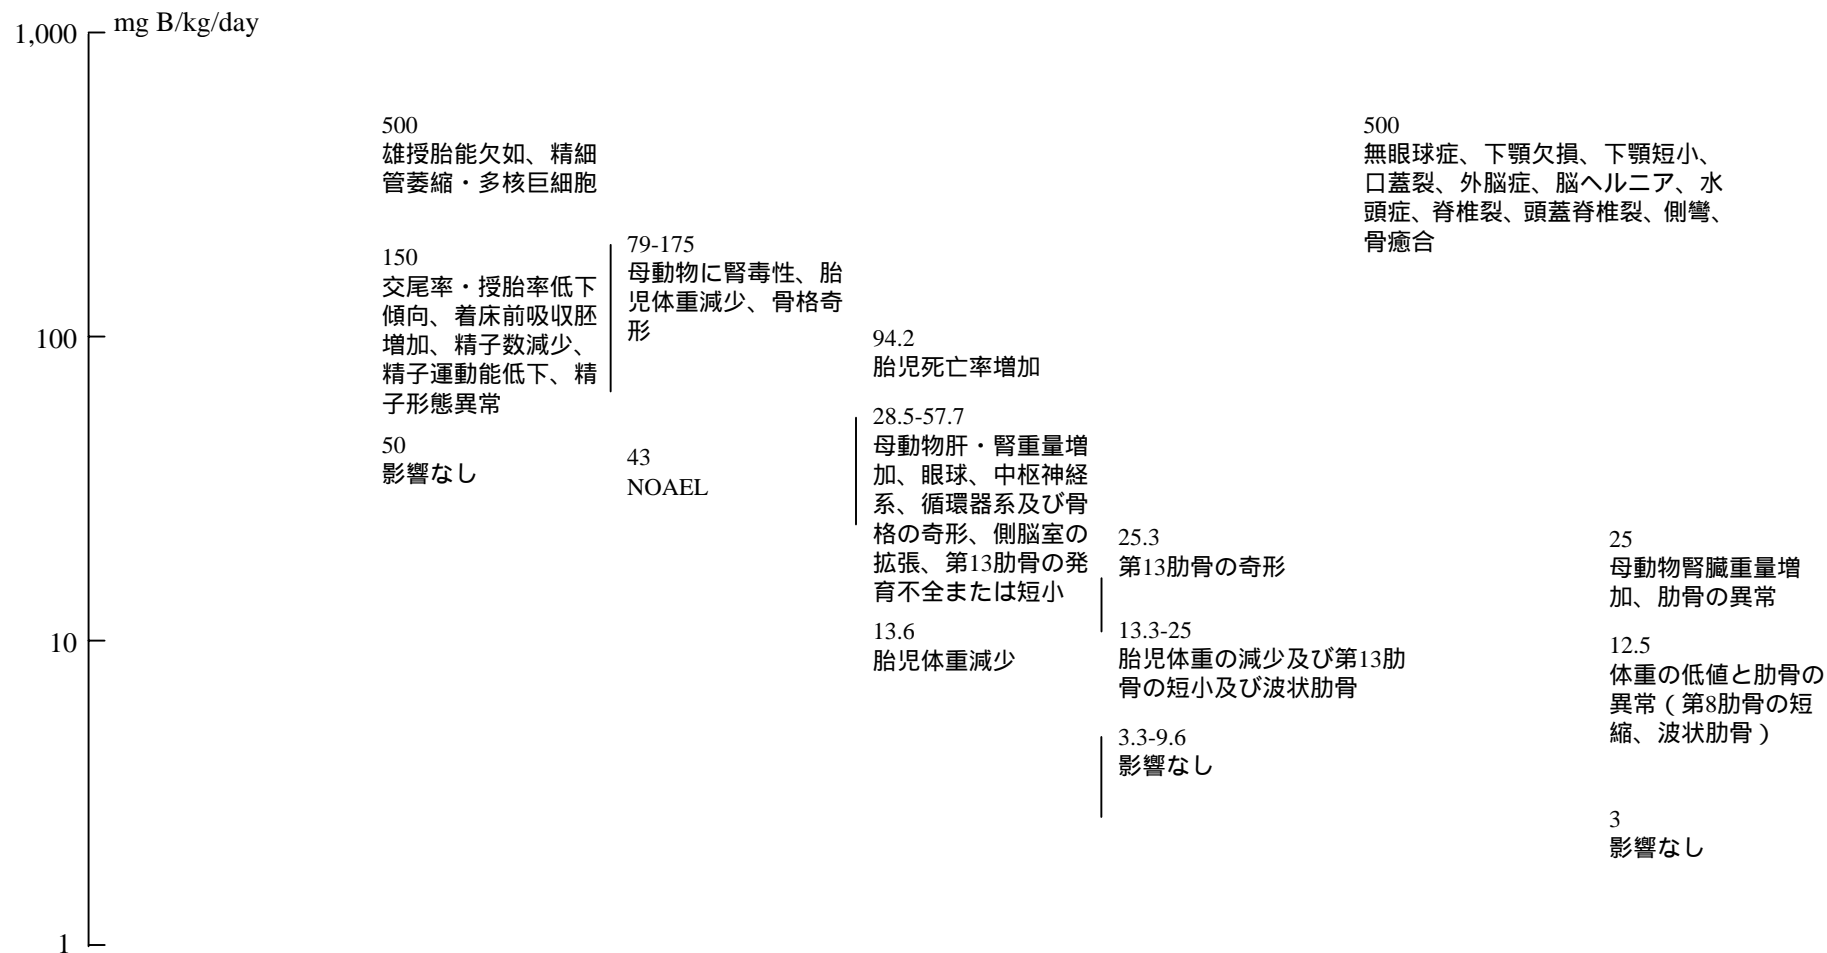 mg B/kg/day
1,000
100
10
1
500
雄授胎能欠如、精細
管萎縮・多核巨細胞
150
交尾率・授胎率低下
傾向、着床前吸収胚
増加、精子数減少、
精子運動能低下、精
子形態異常
50
影響なし
79-175
母動物に腎毒性、胎
児体重減少、骨格奇
形
43
NOAEL
94.2
胎児死亡率増加
28.5-57.7
母動物肝・腎重量増
加、眼球、中枢神経
系、循環器系及び骨
格の奇形、側脳室の
拡張、第13肋骨の発
育不全または短小
13.6
胎児体重減少
25.3
第13肋骨の奇形
13.3-25
胎児体重の減少及び第13肋
骨の短小及び波状肋骨
3.3-9.6
影響なし
500
無眼球症、下顎欠損、下顎短小、
口蓋裂、外脳症、脳ヘルニア、水
頭症、脊椎裂、頭蓋脊椎裂、側彎、
骨癒合
25
母動物腎臓重量増
加、肋骨の異常
12.5
体重の低値と肋骨の
異常（第8肋骨の短
縮、波状肋骨）
3
影響なし